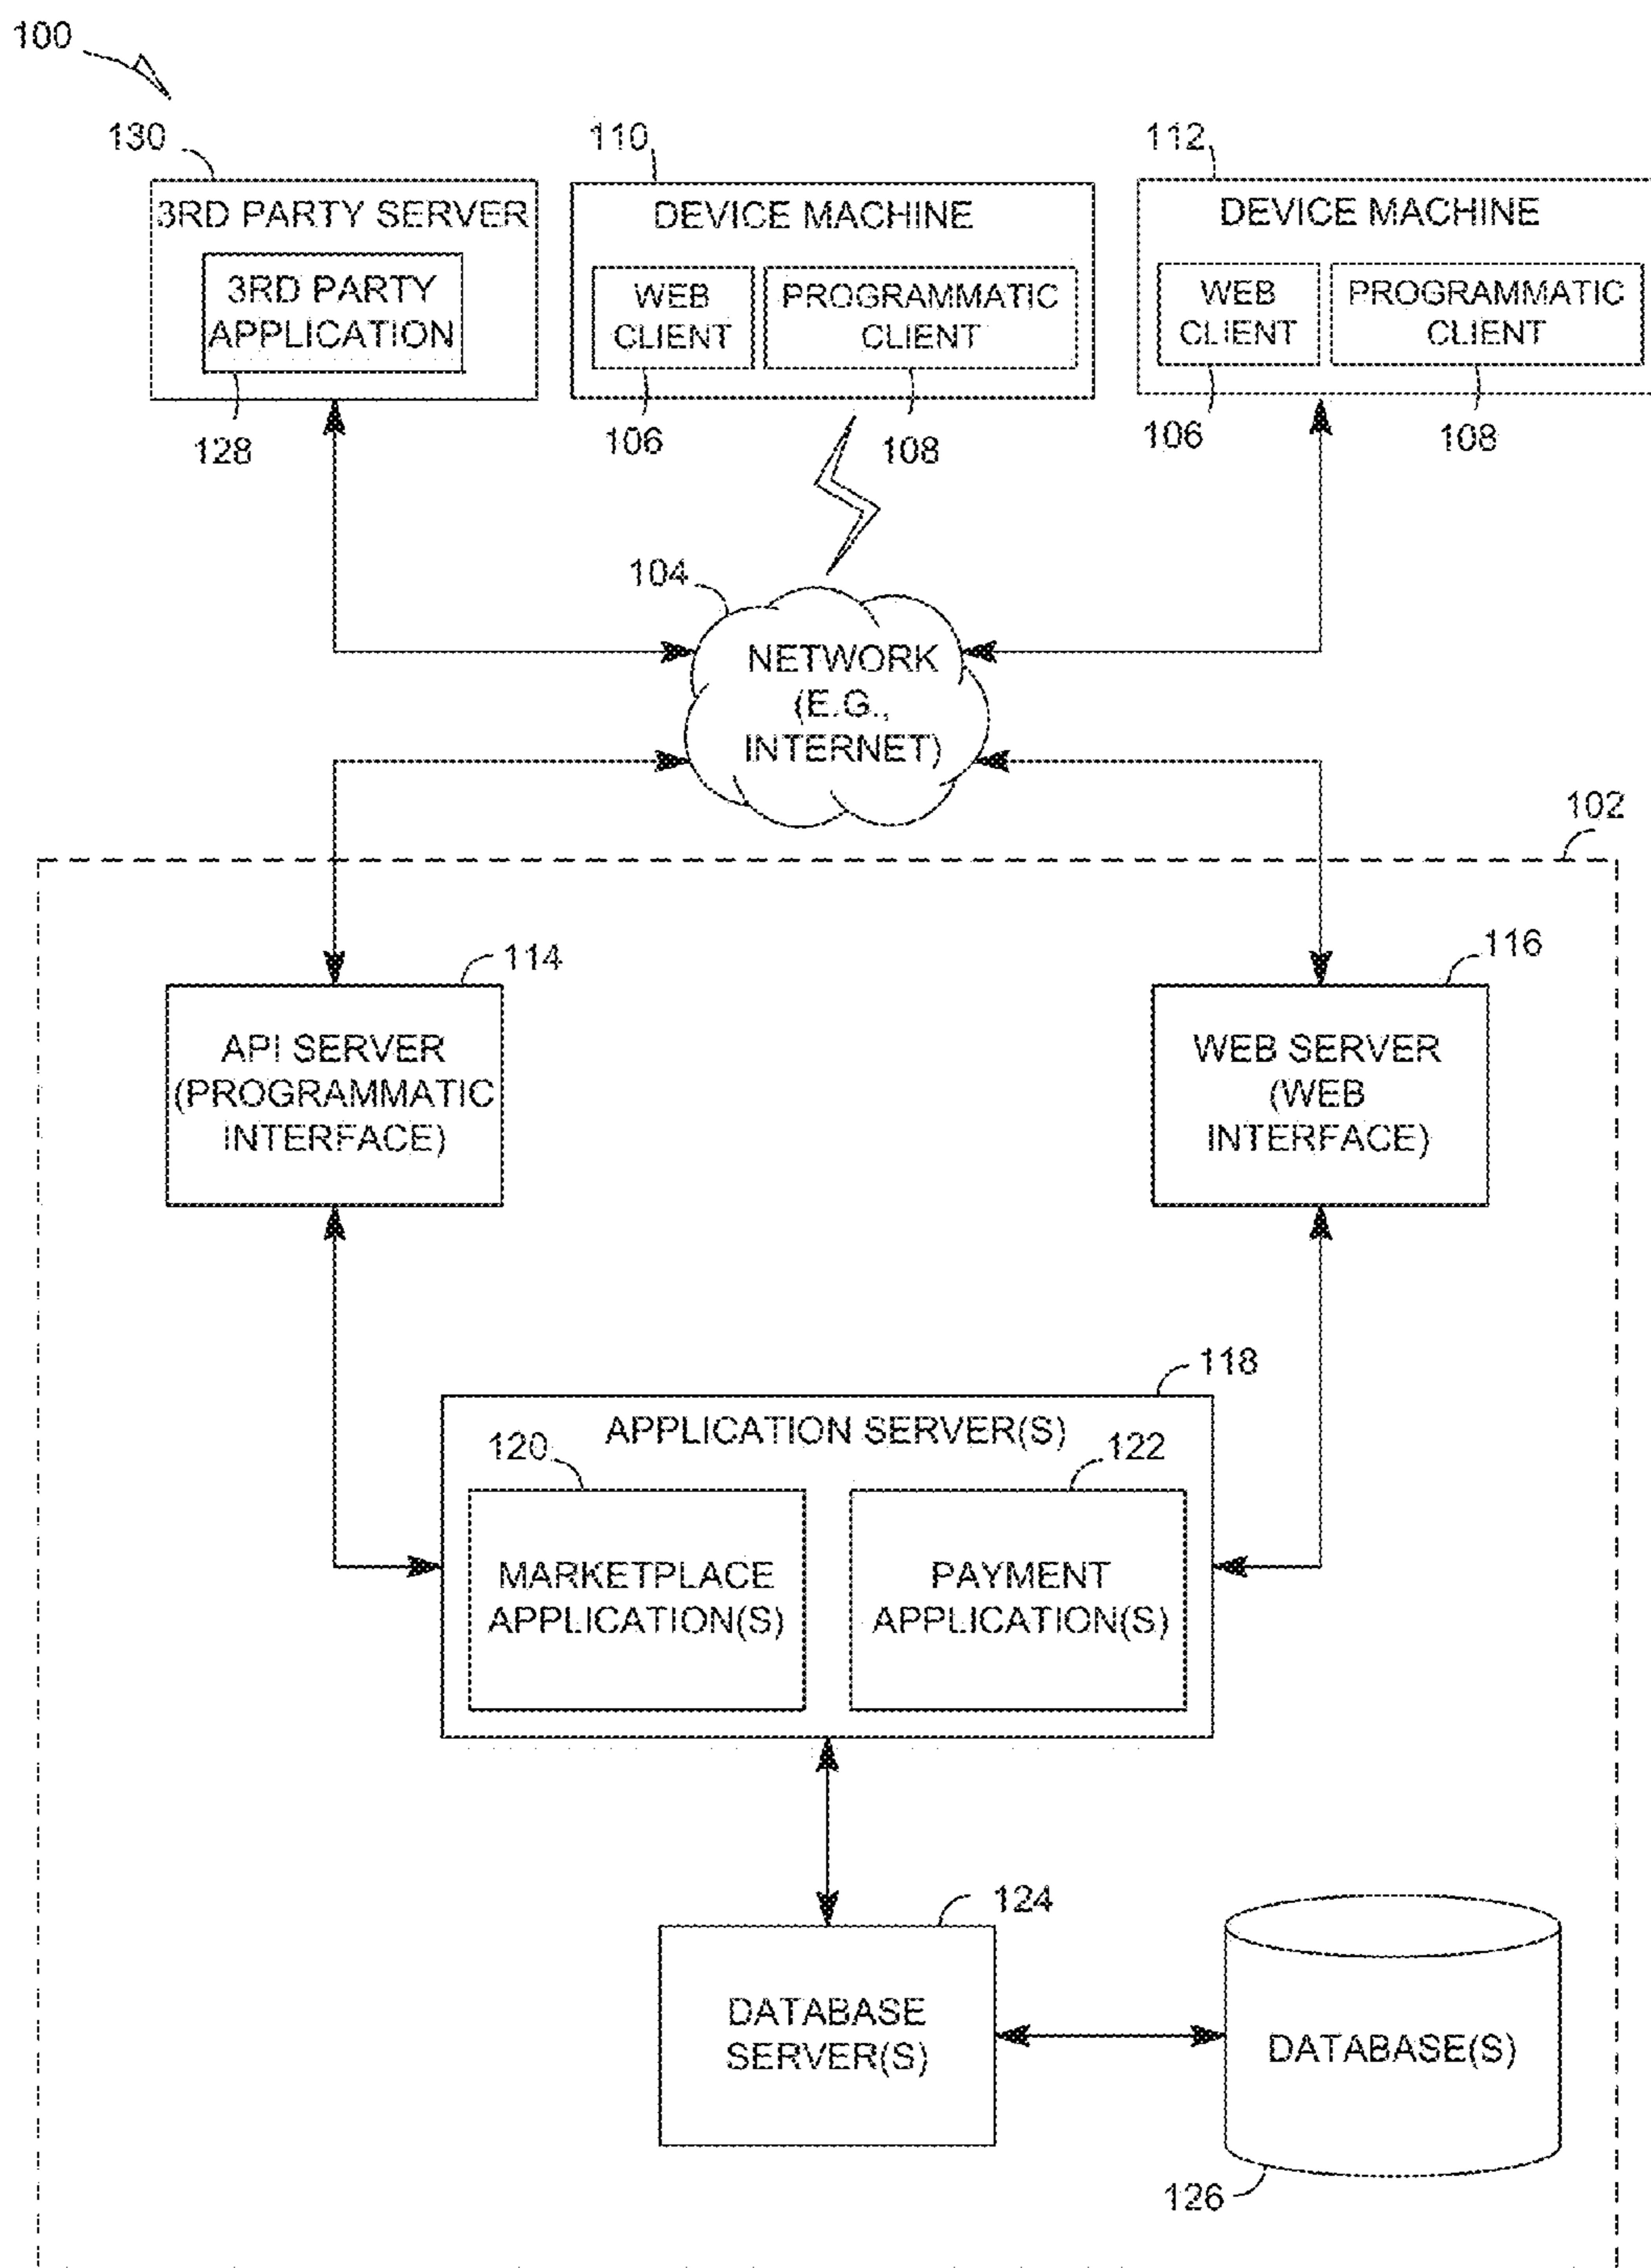 100
130
110
112
3RD PARTY SERVER
3RD PARTY
APPLICATION
128
DEVICE MACHINE
WEB
CLIENT
PROGRAMMATIC
CLIENT
106
108
DEVICE MACHINE
WEB
CLIENT
PROGRAMMATIC
CLIENT
106
108
104
NETWORK
(E.G.,
INTERNET)
102
114
API SERVER
(PROGRAMMATIC
INTERFACE)
116
WEB SERVER
(WEB
INTERFACE)
118
APPLICATION SERVER(S)
120
MARKETPLACE
APPLICATION(S)
122
PAYMENT
APPLICATION(S)
124
DATABASE
SERVER(S)
DATABASE(S)
126